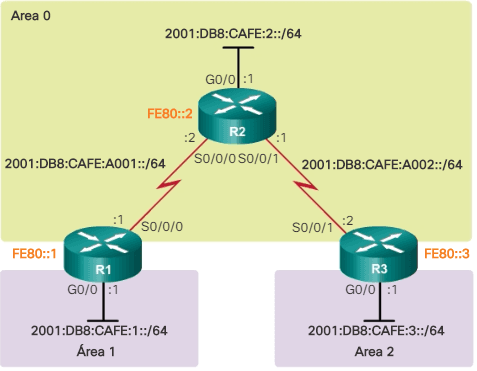 Area 0
2001:DB8:CAFE:2::/64
G0/0 :1
FE80::2
R2
:2 :1
S0/0/0 S0/0/1
2001:DB8:CAFE:A001::/64 2001:DB8:CAFE:A002::/64
:1 S0/0/0
S0/0/1 :2
FE80::1 R1
R3 FE80::3
G0/0 :1
G0/0 :1
2001:DB8:CAFE:1::/64
2001:DB8:CAFE:3::/64
Área 1
Area 2